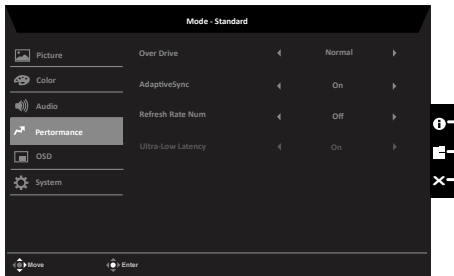 Mode - Standard
Picture
Over Drive Normal
Color
AdaptiveSync On
Audio
Refresh Rate Num Off
Pertormance
Ultra-Low Latency On
OSD
System
Move Enter